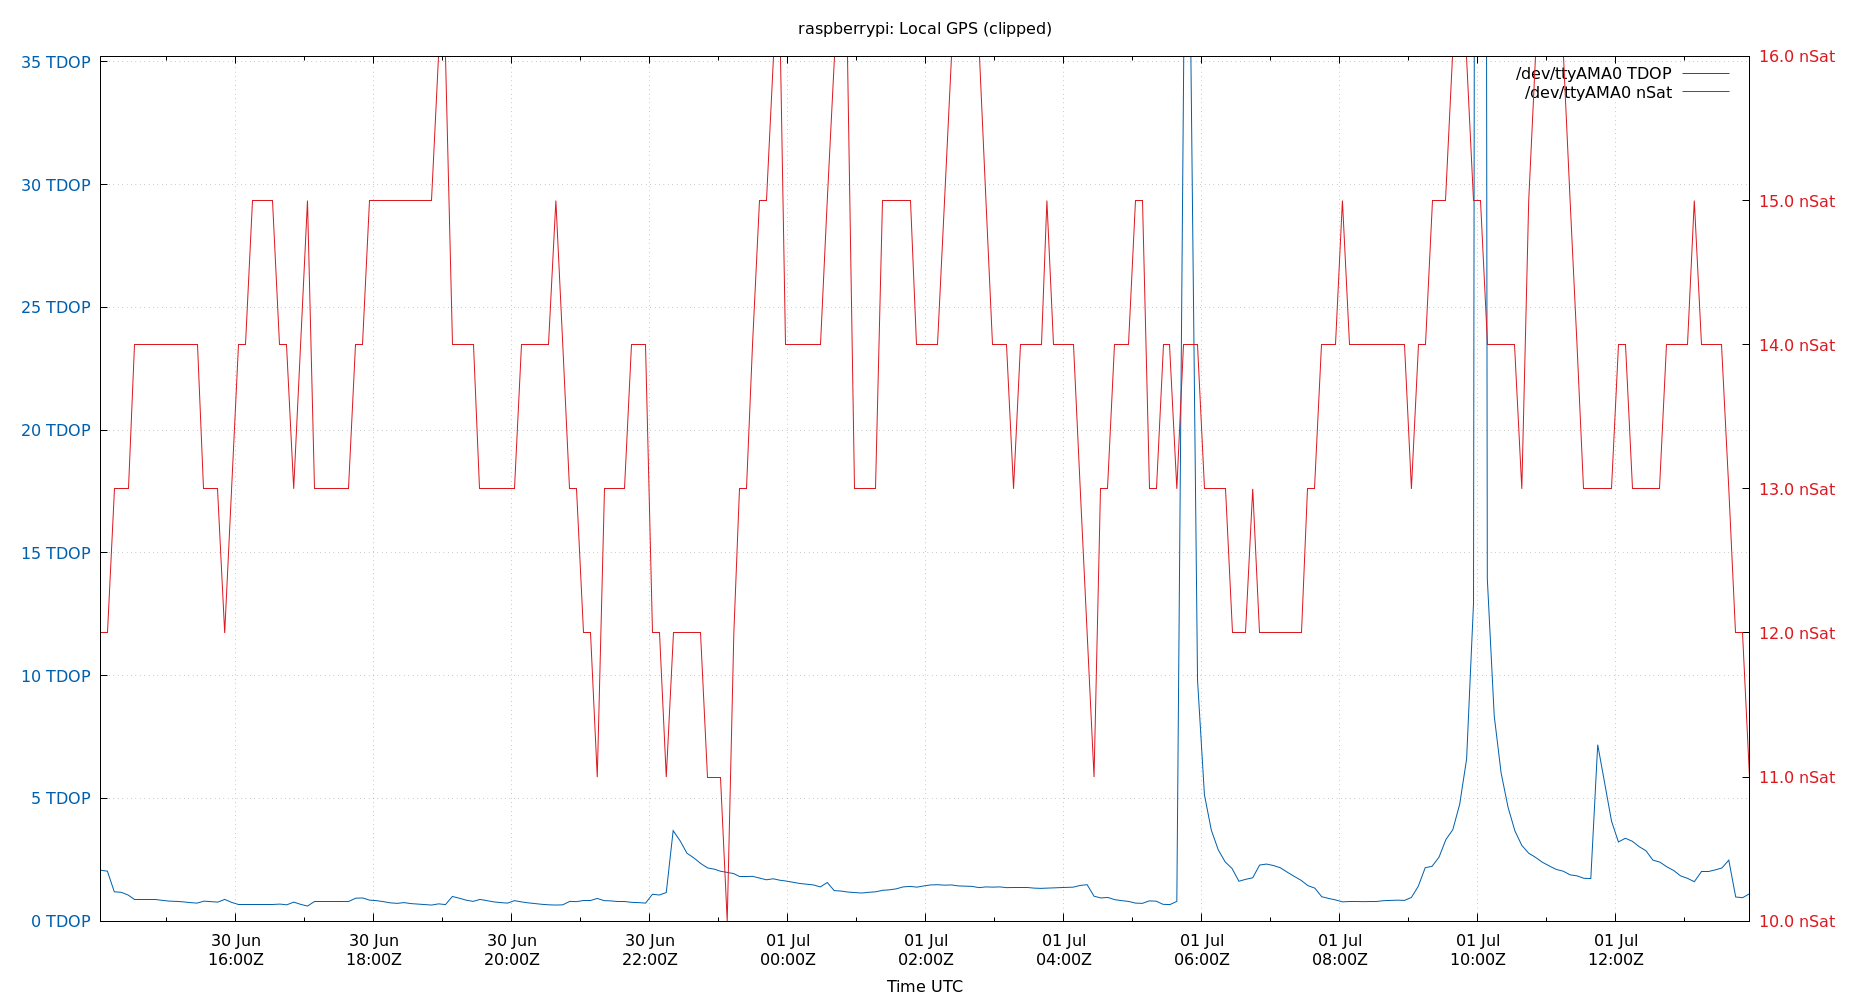 raspberrypi: Local GPS (clipped)
35 TDOP
30 TDOP
25 TDOP
20 TDOP
15 TDOP
10 TDOP
5 TDOP
0 TDOP
16.0 nSat
15.0 nSat
14.0 nSat
13.0 nSat
12.0 nSat
11.0 nSat
10.0 nSat
/dev/ttyAMA0 TDOP
/dev/ttyAMA0 nSat
30 Jun 30 Jun 30 Jun 30 Jun 01 Jul 01 Jul 01 Jul 01 Jul 01 Jul 01 Jul 01 Jul
16:00Z 18:00Z 20:00Z 22:00Z 00:00Z 02:00Z 04:00Z 06:00Z 08:00Z 10:00Z 12:00Z
Time UTC